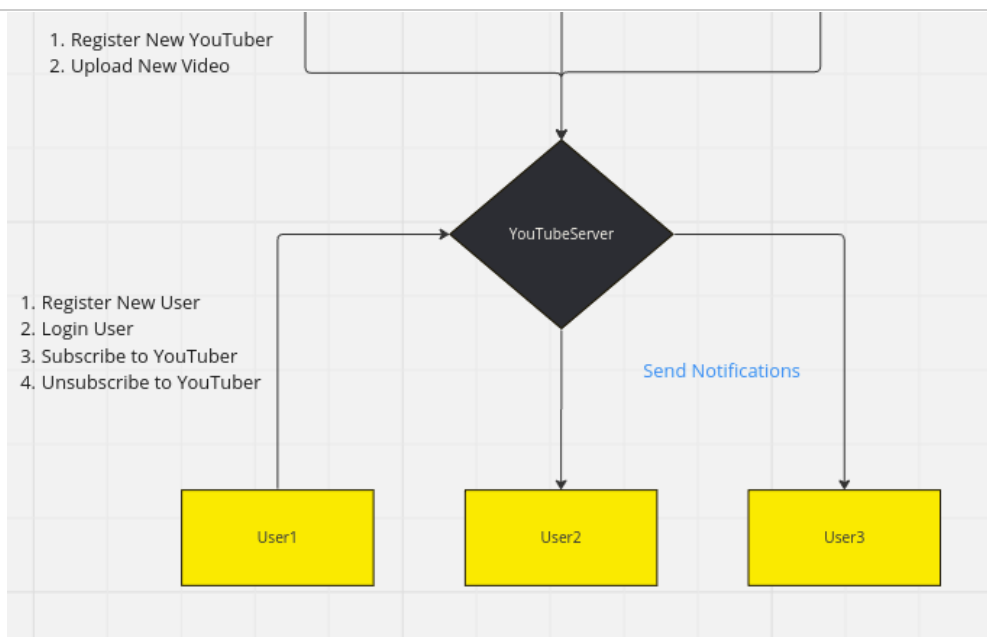 1. Register New YouTuber
2. Upload New Video
YouTubeServer
1. Register New User
2. Login User
3. Subscribe to YouTuber
4. Unsubscribe to YouTuber
Send Notifications
User1
User2
User3